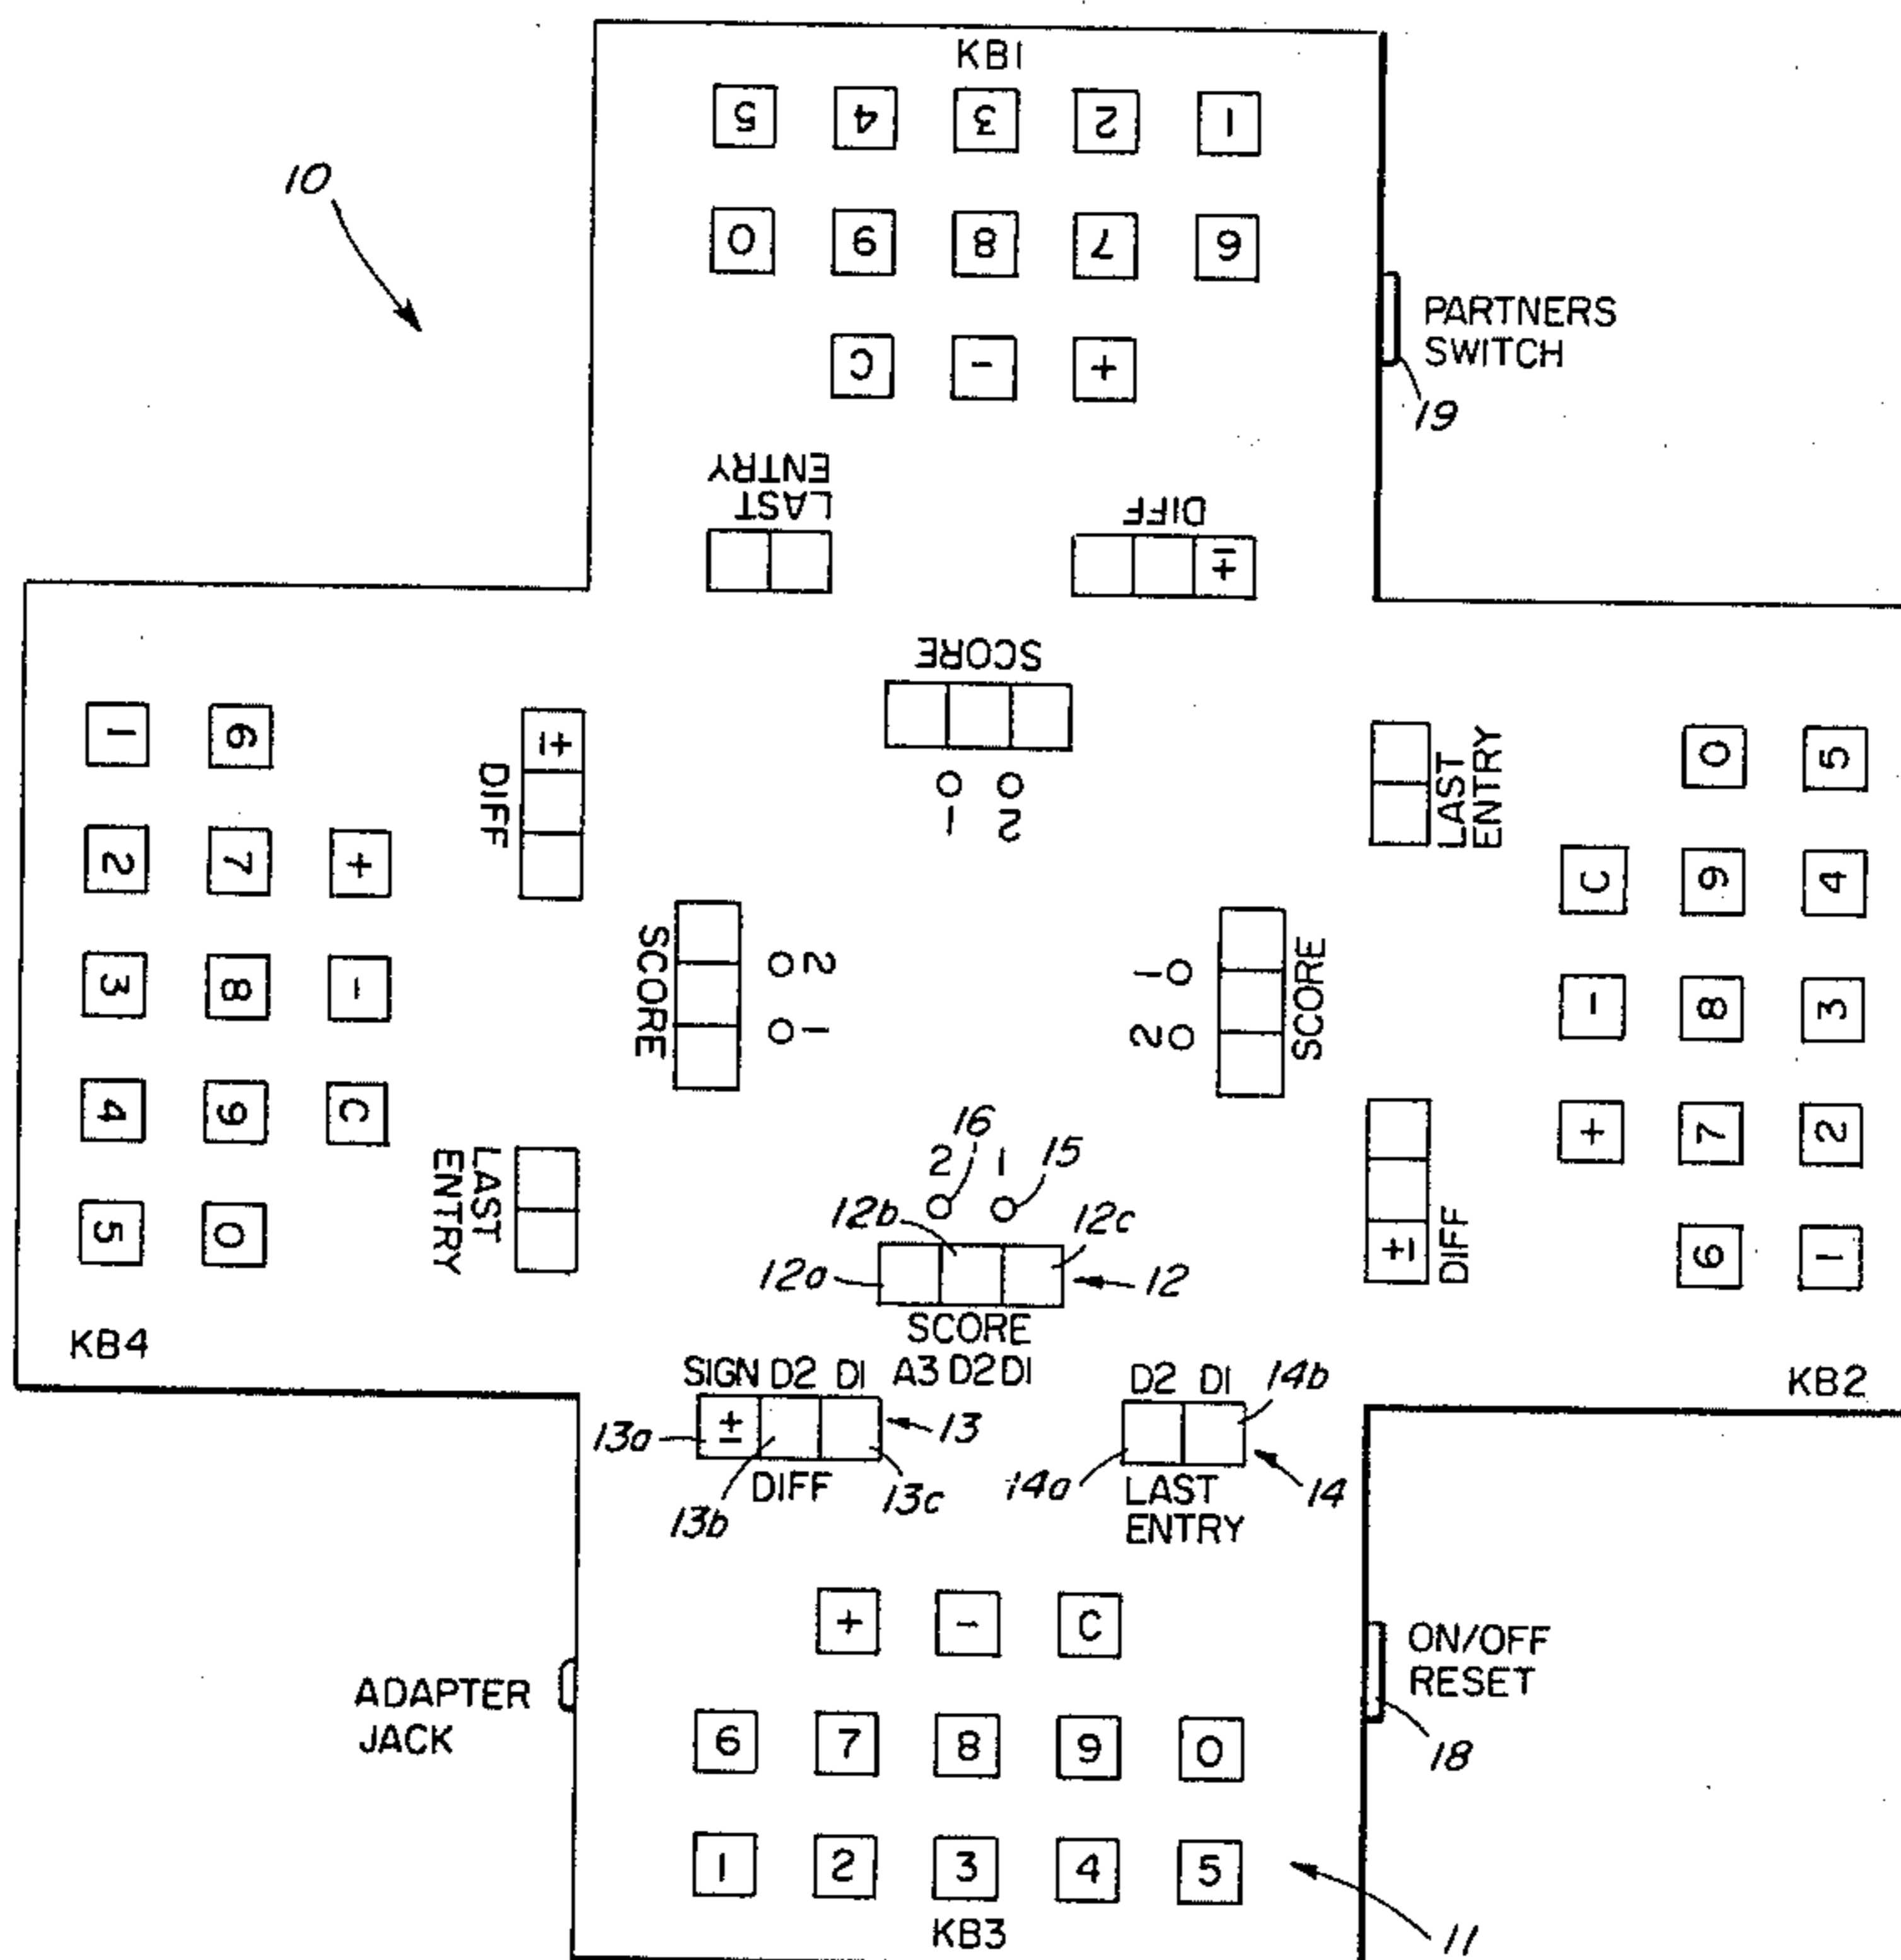 KB1
5 4 3 2 1
10
0 9 8 7 6
PARTNERS
SWITCH
C - +
19
LAST
ENTRY
DIFF
±
SCORE
1 2
1 6
2 7 +
3 8 -
4 9 C
5 0
± DIFF
SCORE
2
1
LAST
ENTRY
KB4
LAST
ENTRY
0 5
C 9 4
- 8 3
+ 7 2
6 1
1
2
SCORE
± DIFF
KB2
16 15
2 1
12b 12c
12a 12
SCORE
SIGN D2 D1 A3 D2 D1
D2 D1 14b
13a ± 13
DIFF
13b 13c
14a 14
LAST
ENTRY
+ - C
ADAPTER
JACK
ON/OFF
RESET
18
6 7 8 9 0
1 2 3 4 5
KB3
11